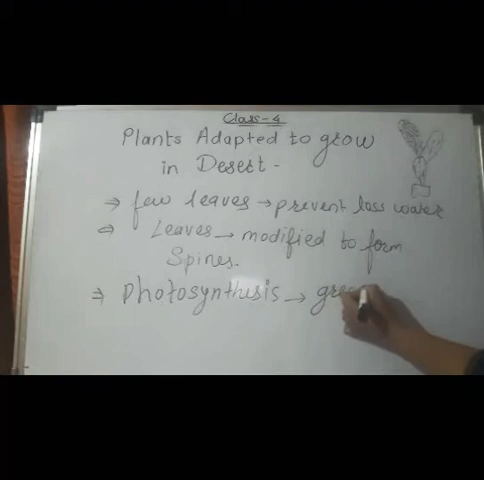 Class-4
Plants Adapted to grow
in Desert -
⇒ few leaves → prevent loss water
⇒ Leaves → modified to form
Spines.
⇒ Photosynthesis →